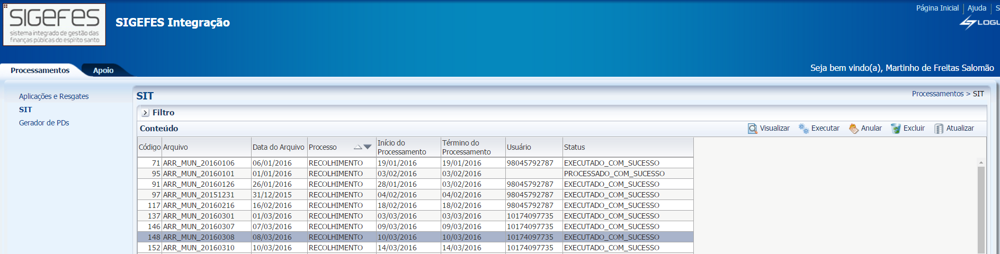 Página Inicial Ajuda S
SIGEFES
sistema integrado de gestão das
finanças públicas do espírito santo
SIGEFES Integração
LOGU
Processamentos Apoio
Seja bem vindo(a), Martinho de Freitas Salomão
Aplicações e Resgates
SIT
Gerador de PDs
SIT
Processamentos > SIT
Filtro
Conteúdo Visualizar Executar Anular Excluir Atualizar
Código Arquivo Data do Arquivo Processo Início do Processamento Término do Processamento Usuário Status
71 ARR_MUN_20160106 06/01/2016 RECOLHIMENTO 19/01/2016 19/01/2016 98045792787 EXECUTADO_COM_SUCESSO
95 ARR_MUN_20160101 01/01/2016 RECOLHIMENTO 03/02/2016 03/02/2016 PROCESSADO_COM_SUCESSO
91 ARR_MUN_20160126 26/01/2016 RECOLHIMENTO 28/01/2016 03/02/2016 98045792787 EXECUTADO_COM_SUCESSO
97 ARR_MUN_20151231 31/12/2015 RECOLHIMENTO 04/02/2016 04/02/2016 98045792787 EXECUTADO_COM_SUCESSO
117 ARR_MUN_20160216 16/02/2016 RECOLHIMENTO 18/02/2016 18/02/2016 98045792787 EXECUTADO_COM_SUCESSO
137 ARR_MUN_20160301 01/03/2016 RECOLHIMENTO 03/03/2016 03/03/2016 10174097735 EXECUTADO_COM_SUCESSO
146 ARR_MUN_20160307 07/03/2016 RECOLHIMENTO 09/03/2016 09/03/2016 10174097735 EXECUTADO_COM_SUCESSO
148 ARR_MUN_20160308 08/03/2016 RECOLHIMENTO 10/03/2016 10/03/2016 10174097735 EXECUTADO_COM_SUCESSO
152 ARR_MUN_20160310 10/03/2016 RECOLHIMENTO 14/03/2016 14/03/2016 10174097735 EXECUTADO_COM_SUCESSO